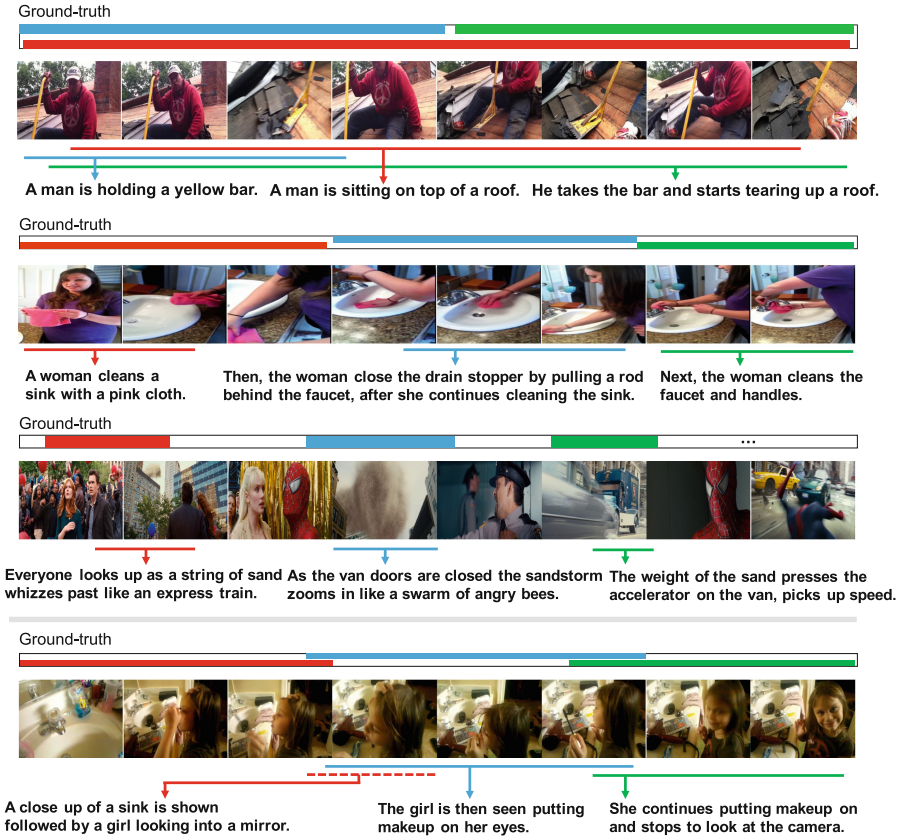 Ground-truth
A man is holding a yellow bar. A man is sitting on top of a roof. He takes the bar and starts tearing up a roof.
Ground-truth
A woman cleans a
sink with a pink cloth.
Then, the woman close the drain stopper by pulling a rod
behind the faucet, after she continues cleaning the sink.
Next, the woman cleans the
faucet and handles.
Ground-truth
...
Everyone looks up as a string of sand
whizzes past like an express train.
As the van doors are closed the sandstorm
zooms in like a swarm of angry bees.
The weight of the sand presses the
accelerator on the van, picks up speed.
Ground-truth
A close up of a sink is shown
followed by a girl looking into a mirror.
The girl is then seen putting
makeup on her eyes.
She continues putting makeup on
and stops to look at the camera.